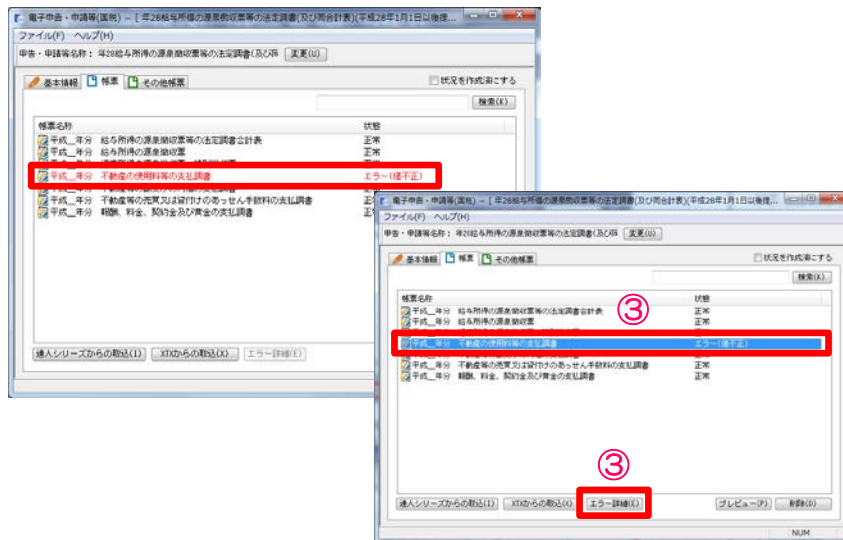 電子申告・申請等(国税) - [ 年28給与所得の源泉徴収票等の法定調書(及び同合計表)(平成28年1月1日以後提...
ファイル(F) ヘルプ(H)
申告・申請等名称： 年28給与所得の源泉徴収票等の法定調書(及び同 変更(U)
基本情報 帳票 その他帳票 状況を作成済にする
検索(K)
帳票名称 状態
平成__年分 給与所得の源泉徴収票等の法定調書合計表 正常
平成__年分 給与所得の源泉徴収票 正常
平成__年分 不動産の使用料等の支払調書 エラー(値不正)
平成__年分 不動産等の売買又は貸付けのあっせん手数料の支払調書
平成__年分 報酬、料金、契約金及び賞金の支払調書
達人シリーズからの取込(I) XTXからの取込(X) エラー詳細(E)
電子申告・申請等(国税) - [ 年28給与所得の源泉徴収票等の法定調書(及び同合計表)(平成28年1月1日以後提...
ファイル(F) ヘルプ(H)
申告・申請等名称： 年28給与所得の源泉徴収票等の法定調書(及び同 変更(U)
基本情報 帳票 その他帳票 状況を作成済にする
検索(K)
帳票名称 状態
平成__年分 給与所得の源泉徴収票等の法定調書合計表 正常
平成__年分 給与所得の源泉徴収票 正常
③
平成__年分 不動産の使用料等の支払調書 エラー(値不正)
平成__年分 不動産等の売買又は貸付けのあっせん手数料の支払調書 正常
平成__年分 報酬、料金、契約金及び賞金の支払調書 正常
③
達人シリーズからの取込(I) XTXからの取込(X) エラー詳細(E) プレビュー(P) 削除(D)
NUM